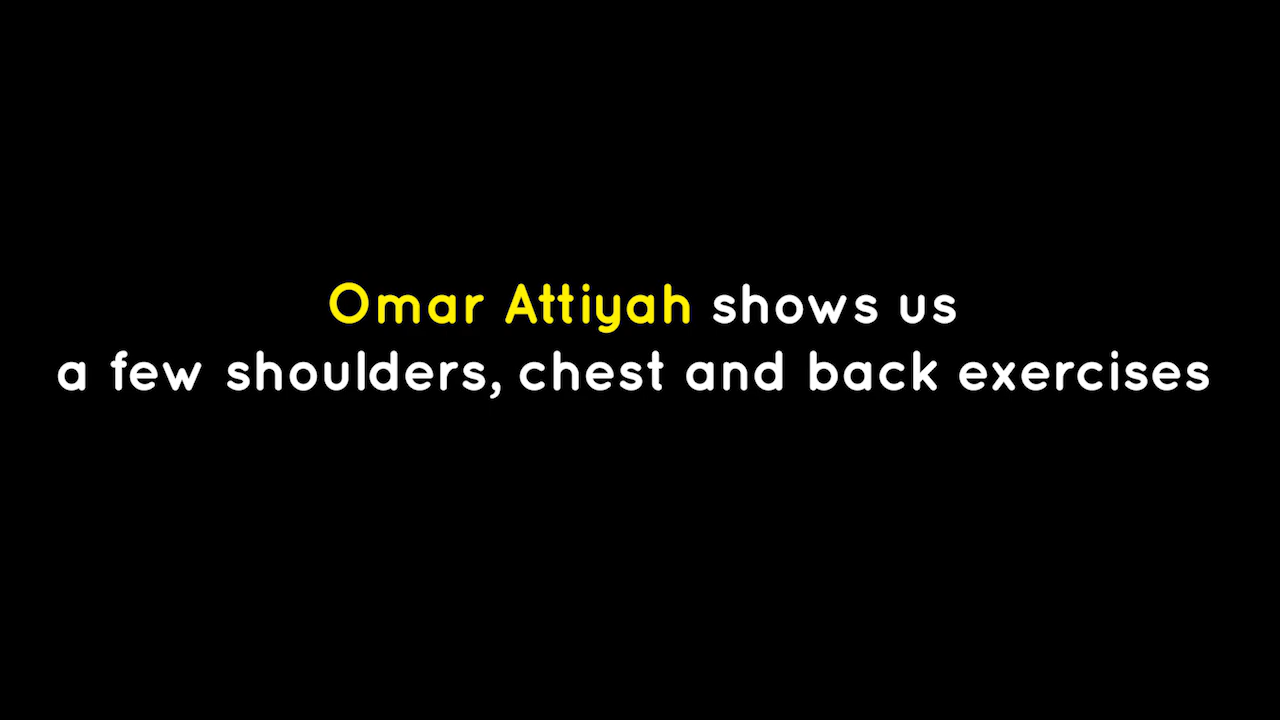 Omar Attiyah shows us
a few shoulders, chest and back exercises